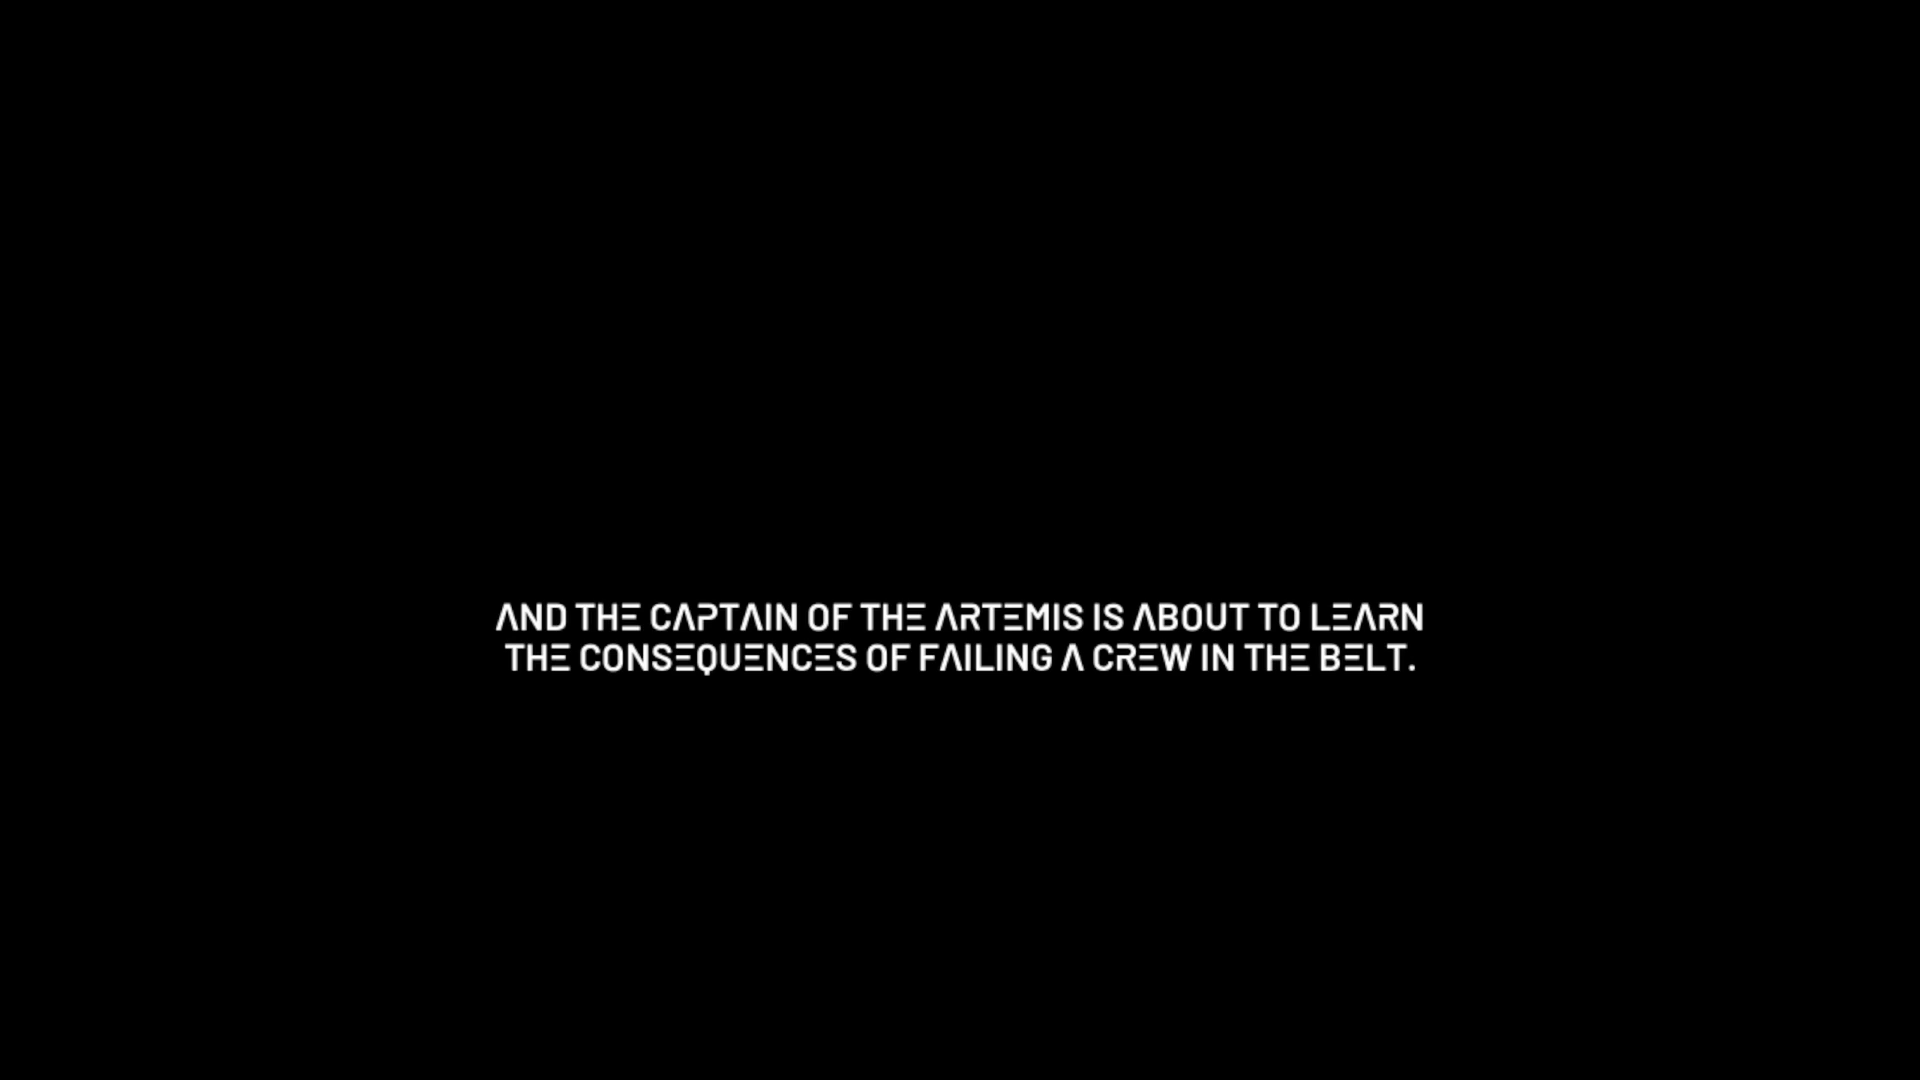 AND THE CAPTAIN OF THE ARTEMIS IS ABOUT TO LEARN
THE CONSEQUENCES OF FAILING A CREW IN THE BELT.